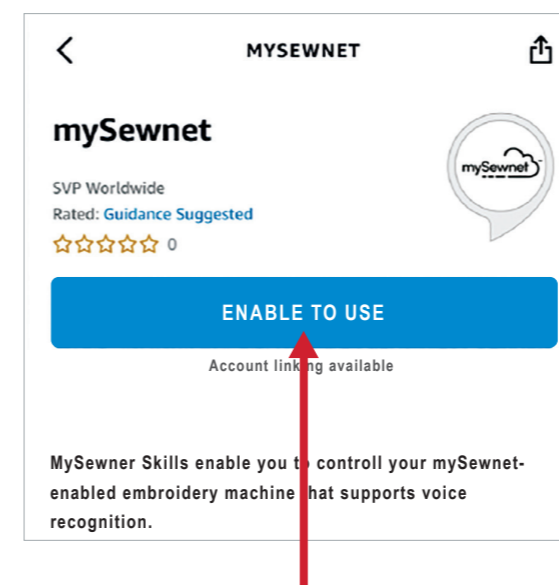 MYSEWNET
mySewnet
mySewnet
SVP Worldwide
Rated: Guidance Suggested
0
ENABLE TO USE
Account linking available
MySewner Skills enable you to controll your mySewnet-
enabled embroidery machine that supports voice
recognition.